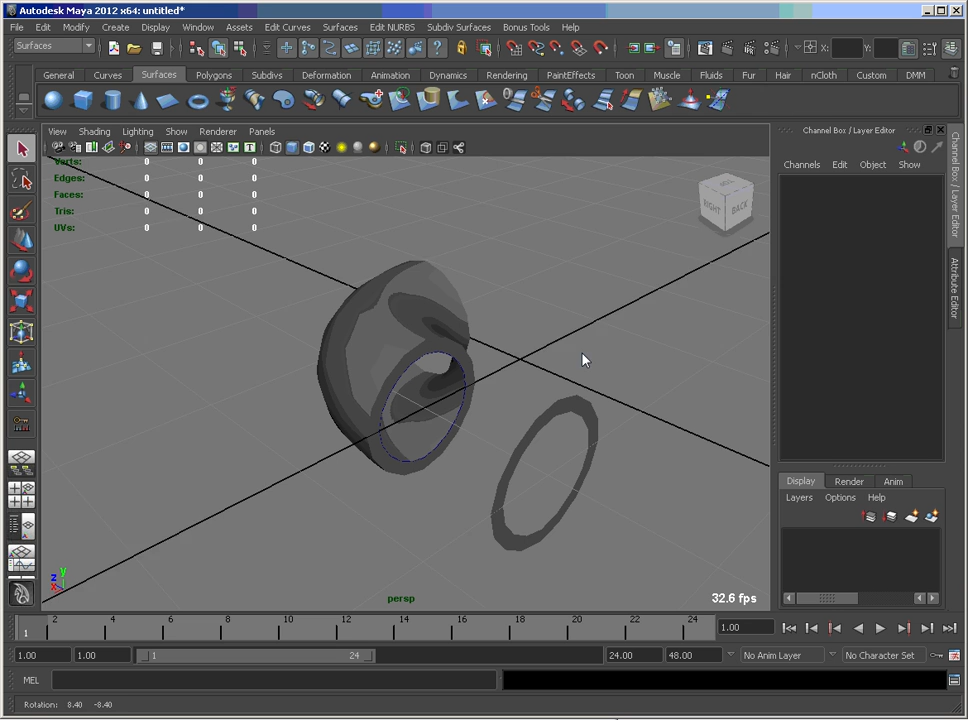 Autodesk Maya 2012 x64: untitled*
File Edit Modify Create Display Window Assets Edit Curves Surfaces Edit NURBS Subdiv Surfaces Bonus Tools Help
Surfaces X: Y:
General Curves Surfaces Polygons Subdivs Deformation Animation Dynamics Rendering PaintEffects Toon Muscle Fluids Fur Hair nCloth Custom DMM
View Shading Lighting Show Renderer Panels
Channel Box / Layer Editor
Channels Edit Object Show
Verts: 0 0 0
Edges: 0 0 0
Faces: 0 0 0
Tris: 0 0 0
UVs: 0 0 0
RIGHT BACK
Channel Box / Layer Editor
Attribute Editor
Display Render Anim
Layers Options Help
z y
x
persp
32.6 fps
1 2 4 6 8 10 12 14 16 18 20 22 24
1.00
1.00 1.00 1 24 24.00 48.00 No Anim Layer No Character Set
MEL
Rotation: 8.40 -8.40